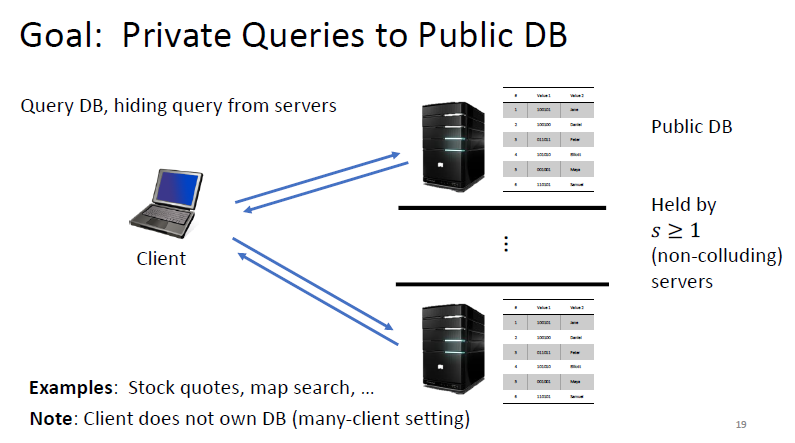 Goal: Private Queries to Public DB
Query DB, hiding query from servers
# Value 1 Value 2
1 100101 Jane
2 100100 Daniel
3 011011 Peter
4 101010
5 001001 Maya
6 110101 Samuel
Public DB
Held by
s ≥ 1
(non-colluding)
servers
⋮
Client
# Value 1 Value 2
1 100101 Jane
2 100100 Daniel
3 011011 Peter
4 101010
5 001001 Maya
6 110101 Samuel
Examples: Stock quotes, map search, ...
Note: Client does not own DB (many-client setting)
19